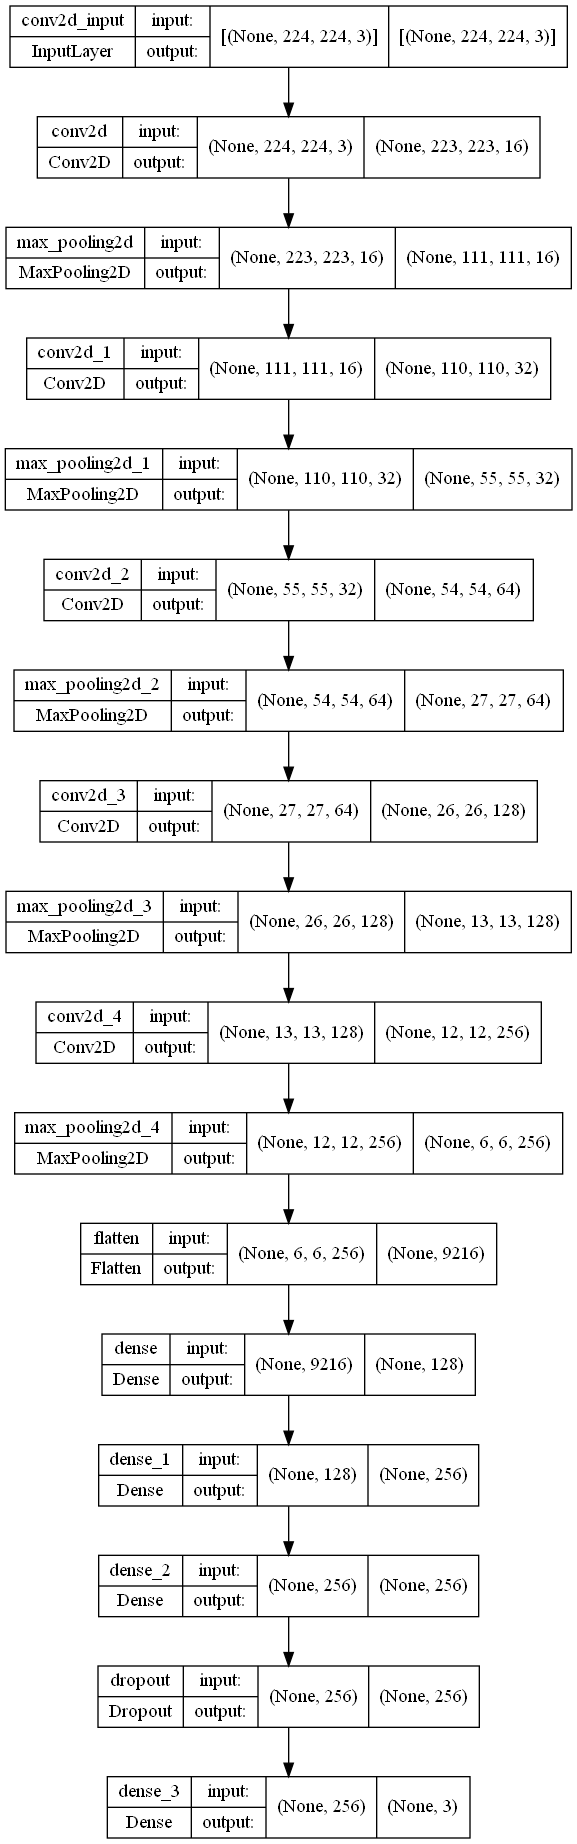 conv2d_input input: [(None, 224, 224, 3)] [(None, 224, 224, 3)]
InputLayer output:
conv2d input: (None, 224, 224, 3) (None, 223, 223, 16)
Conv2D output:
max_pooling2d input: (None, 223, 223, 16) (None, 111, 111, 16)
MaxPooling2D output:
conv2d_1 input: (None, 111, 111, 16) (None, 110, 110, 32)
Conv2D output:
max_pooling2d_1 input: (None, 110, 110, 32) (None, 55, 55, 32)
MaxPooling2D output:
conv2d_2 input: (None, 55, 55, 32) (None, 54, 54, 64)
Conv2D output:
max_pooling2d_2 input: (None, 54, 54, 64) (None, 27, 27, 64)
MaxPooling2D output:
conv2d_3 input: (None, 27, 27, 64) (None, 26, 26, 128)
Conv2D output:
max_pooling2d_3 input: (None, 26, 26, 128) (None, 13, 13, 128)
MaxPooling2D output:
conv2d_4 input: (None, 13, 13, 128) (None, 12, 12, 256)
Conv2D output:
max_pooling2d_4 input: (None, 12, 12, 256) (None, 6, 6, 256)
MaxPooling2D output:
flatten input: (None, 6, 6, 256) (None, 9216)
Flatten output:
dense input: (None, 9216) (None, 128)
Dense output:
dense_1 input: (None, 128) (None, 256)
Dense output:
dense_2 input: (None, 256) (None, 256)
Dense output:
dropout input: (None, 256) (None, 256)
Dropout output:
dense_3 input: (None, 256) (None, 3)
Dense output: